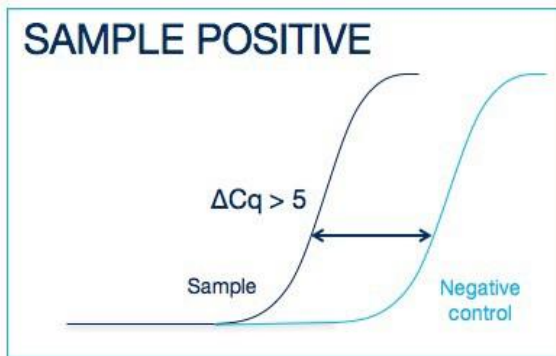 SAMPLE POSITIVE
ΔCq > 5
Sample
Negative
control